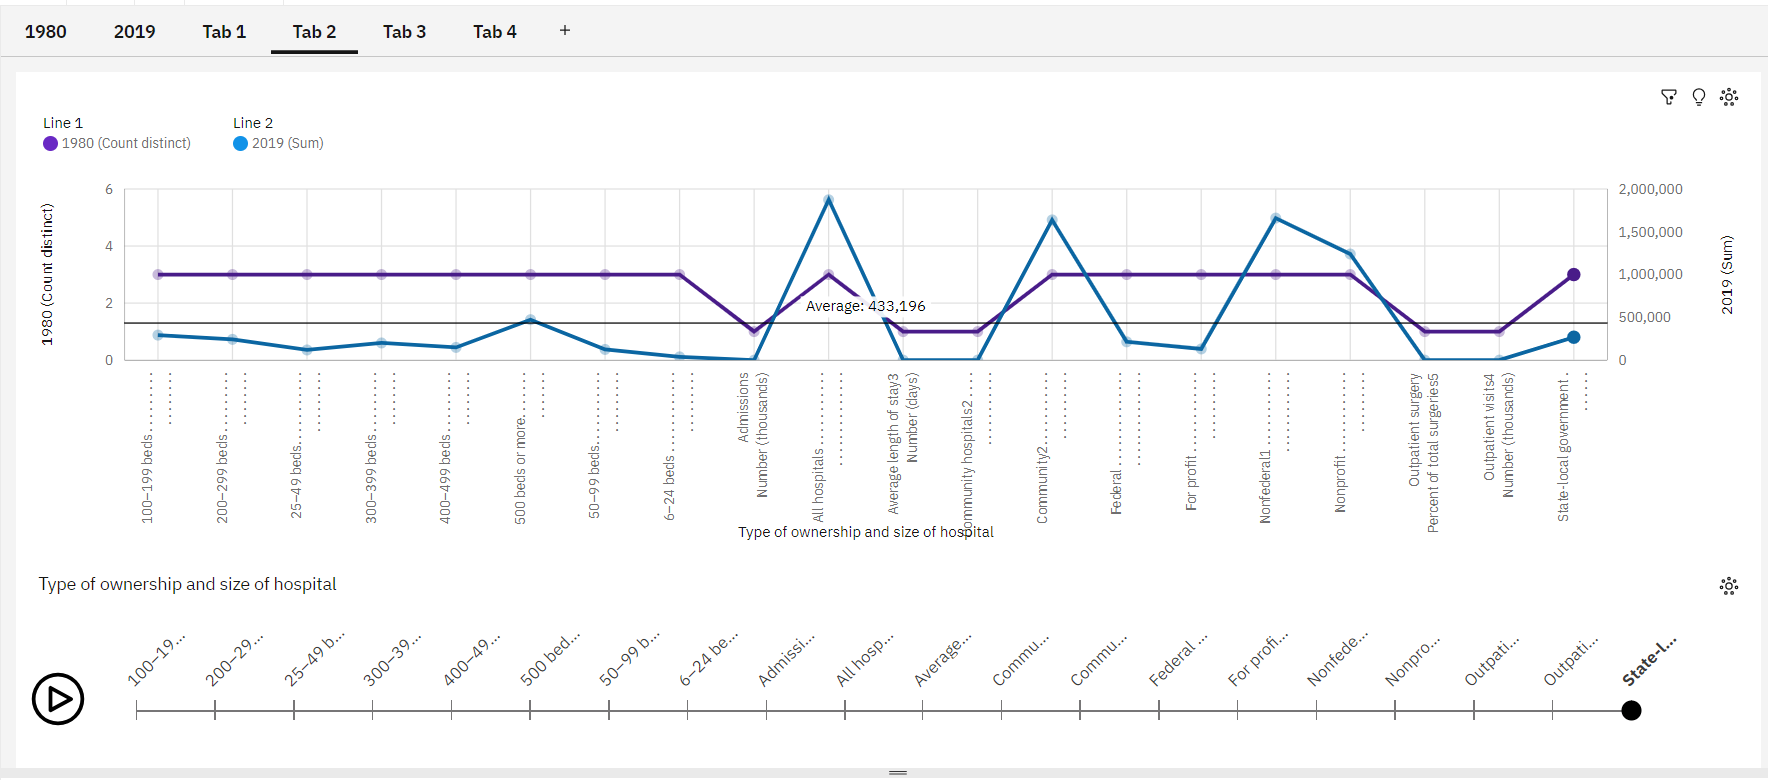 1980 2019 Tab 1 Tab 2 Tab 3 Tab 4 +
Line 1
1980 (Count distinct)
Line 2
2019 (Sum)
1980 (Count distinct)
6
4
2
0
2,000,000
1,500,000
1,000,000
500,000
0
2019 (Sum)
Average: 433,196
100–199 beds. . . . . . . . . .
200–299 beds. . . . . . . . . .
25–49 beds. . . . . . . . . . .
300–399 beds. . . . . . . . . .
400–499 beds. . . . . . . . . .
500 beds or more. . . . . . . .
50–99 beds. . . . . . . . . . .
6–24 beds . . . . . . . . . . .
Admissions
Number (thousands)
All hospitals . . . . . . . . . .
Average length of stay3
Number (days)
ommunity hospitals2 . . . .
Community2. . . . . . . . . . .
Federal. . . . . . . . . . . . .
For profit . . . . . . . . . . .
Nonfederal1 . . . . . . . . . .
Nonprofit. . . . . . . . . . . .
Outpatient surgery
Percent of total surgeries5
Outpatient visits4
Number (thousands)
State-local government .
Type of ownership and size of hospital
Type of ownership and size of hospital
100–19...
200–29...
25–49 b...
300–39...
400–49...
500 bed...
50–99 b...
6–24 be...
Admissi...
All hosp...
Average...
Commu...
Commu...
Federal ...
For profi...
Nonfede...
Nonpro...
Outpati...
Outpati...
State-l...